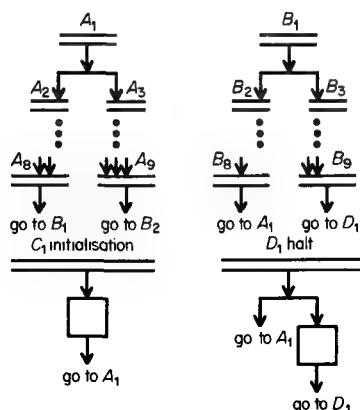 A₁ B₁
A₂ A₃ B₂ B₃
A₈ A₉ B₈ B₉
go to B₁ go to B₂ go to A₁ go to D₁
C₁ initialisation D₁ halt
go to A₁
go to A₁
go to D₁